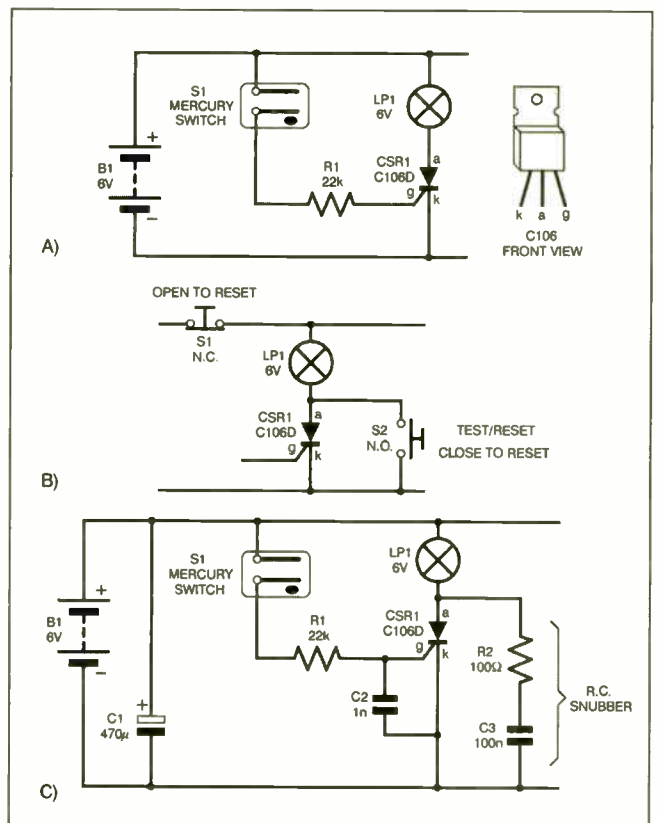 S1
MERCURY
SWITCH
LP1
6V
+
B1
6V
−
R1
22k
CSR1
C106D
a
g
k
k a g
C106
FRONT VIEW
A)
OPEN TO RESET
S1
N.C.
LP1
6V
CSR1
C106D
a
g
k
S2
N.O.
TEST/RESET
CLOSE TO RESET
B)
S1
MERCURY
SWITCH
LP1
6V
+
B1
6V
−
R1
22k
CSR1
C106D
a
g
k
R2
100Ω
C2
1n
+
C1
470μ
C3
100n
R.C.
SNUBBER
C)